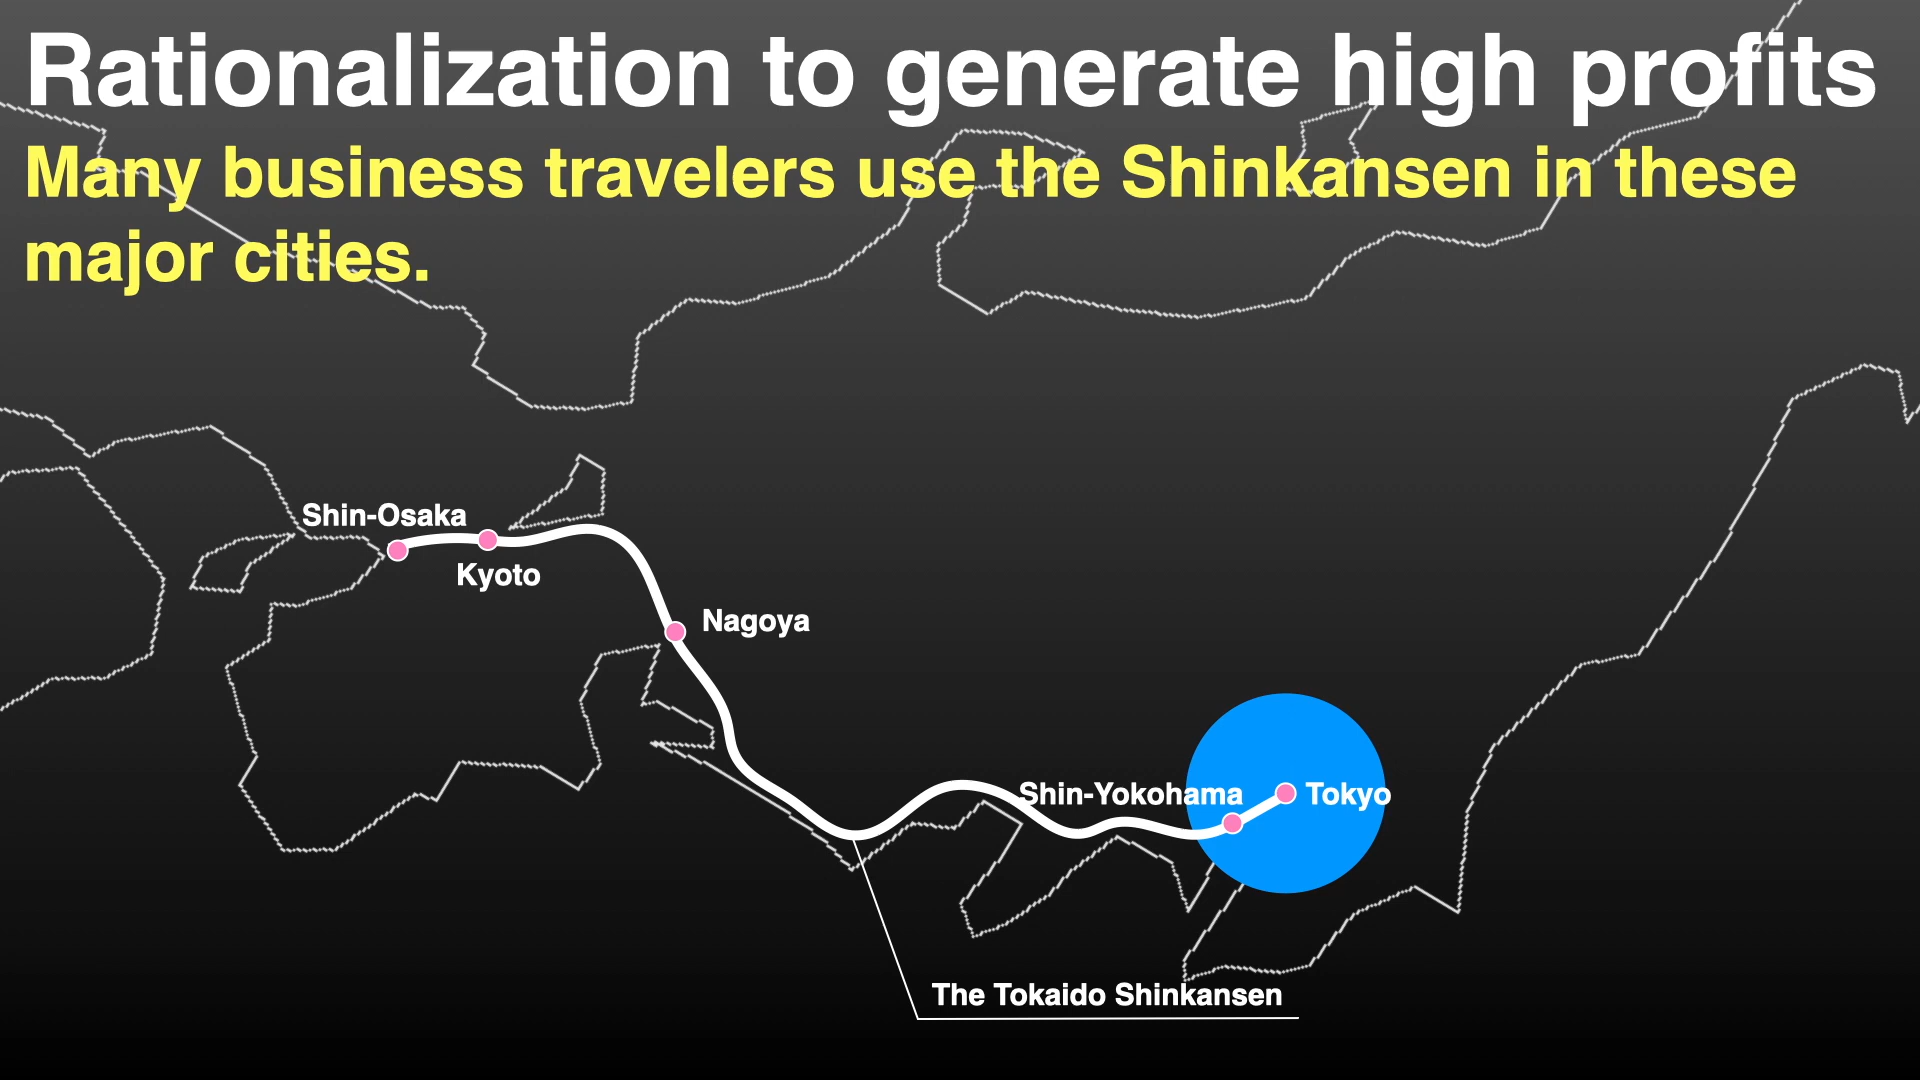 Rationalization to generate high profits
Many business travelers use the Shinkansen in these
major cities.
Shin-Osaka
Kyoto
Nagoya
Shin-Yokohama
Tokyo
The Tokaido Shinkansen